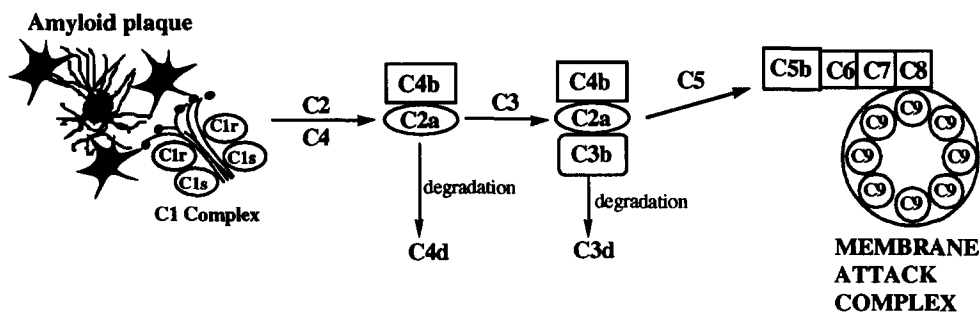 Amyloid plaque
C1r
C1r
C1s
C1s
C1 Complex
C2
C4
C4b
C2a
degradation
C4d
C3
C4b
C2a
C3b
degradation
C3d
C5
C5b C6 C7 C8
C9
C9
C9
C9
C9
C9
C9
C9
MEMBRANE
ATTACK
COMPLEX